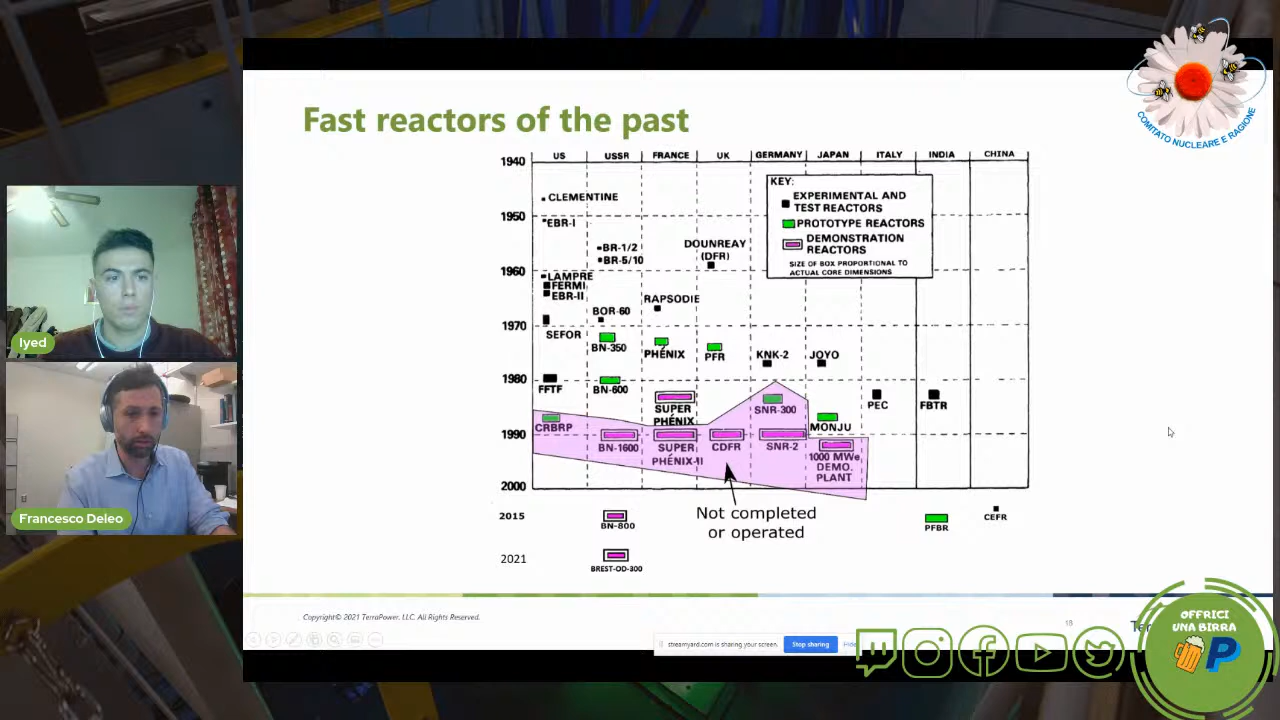 COMITATO NUCLEARE E RAGIONE
Fast reactors of the past
US USSR FRANCE UK GERMANY JAPAN ITALY INDIA CHINA
1940
KEY:
EXPERIMENTAL AND
TEST REACTORS
PROTOTYPE REACTORS
DEMONSTRATION
REACTORS
SIZE OF BOX PROPORTIONAL TO
ACTUAL CORE DIMENSIONS
CLEMENTINE
1950
EBR-I
BR-1/2
BR-5/10
DOUNREAY
(DFR)
1960
LAMPRE
FERMI
EBR-II
RAPSODIE
BOR-60
1970
SEFOR
BN-350
PHÉNIX
PFR
KNK-2
JOYO
1980
FFTF
BN-600
SUPER
PHÉNIX
SNR-300
PEC
FBTR
CRBRP
MONJU
1990
BN-1600
SUPER
PHÉNIX-II
CDFR
SNR-2
1000 MWe
DEMO.
PLANT
2000
Not completed
or operated
2015
BN-800
PFBR
CEFR
2021
BREST-OD-300
Iyed
Francesco Deleo
Copyright© 2021 TerraPower, LLC. All Rights Reserved.
18
streamyard.com is sharing your screen.
Stop sharing
Hide
OFFRICI
UNA BIRRA